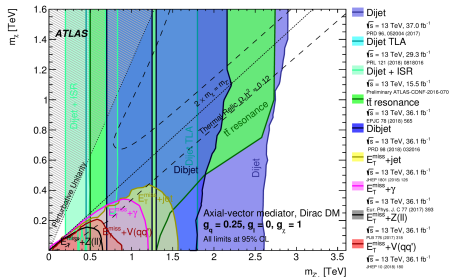 m_χ
1.6
1.4
1.2
1
0.8
0.6
0.4
0.2
ATLAS
Dijet + ISR
Dijet TLA
Dijet
Dijet
tt̄ resonance
2 × m_χ = m_Z'
Thermal Relic Ω_c h² = 0.12
Perturbative Unitarity
E_T^miss+γ
E_T^miss+Z(ll)
E_T^miss+V(qq')
Axial-vector mediator, Dirac DM
g_q = 0.25, g_l = 0, g_χ = 1
All limits at 95% CL
0.5 1 1.5 2 2.5 3 3.5
m_Z'
Dijet
√s = 13 TeV, 37.0 fb⁻¹
PRD 96, 052004 (2017)
Dijet TLA
√s = 13 TeV, 29.3 fb⁻¹
PRL 121 (2018) 0818016
Dijet + ISR
√s = 13 TeV, 15.5 fb⁻¹
Preliminary ATLAS-CONF-2016-070
tt̄ resonance
√s = 13 TeV, 36.1 fb⁻¹
EPJC 78 (2018) 565
Dibjet
√s = 13 TeV, 36.1 fb⁻¹
PRD 98 (2018) 032016
E_T^miss+jet
√s = 13 TeV, 36.1 fb⁻¹
JHEP 1801 (2018) 126
E_T^miss+γ
√s = 13 TeV, 36.1 fb⁻¹
Eur. Phys. J. C 77 (2017) 393
E_T^miss+Z(ll)
√s = 13 TeV, 36.1 fb⁻¹
PLB 776 (2017) 318
E_T^miss+V(qq')
√s = 13 TeV, 36.1 fb⁻¹
JHEP 10 (2018) 180